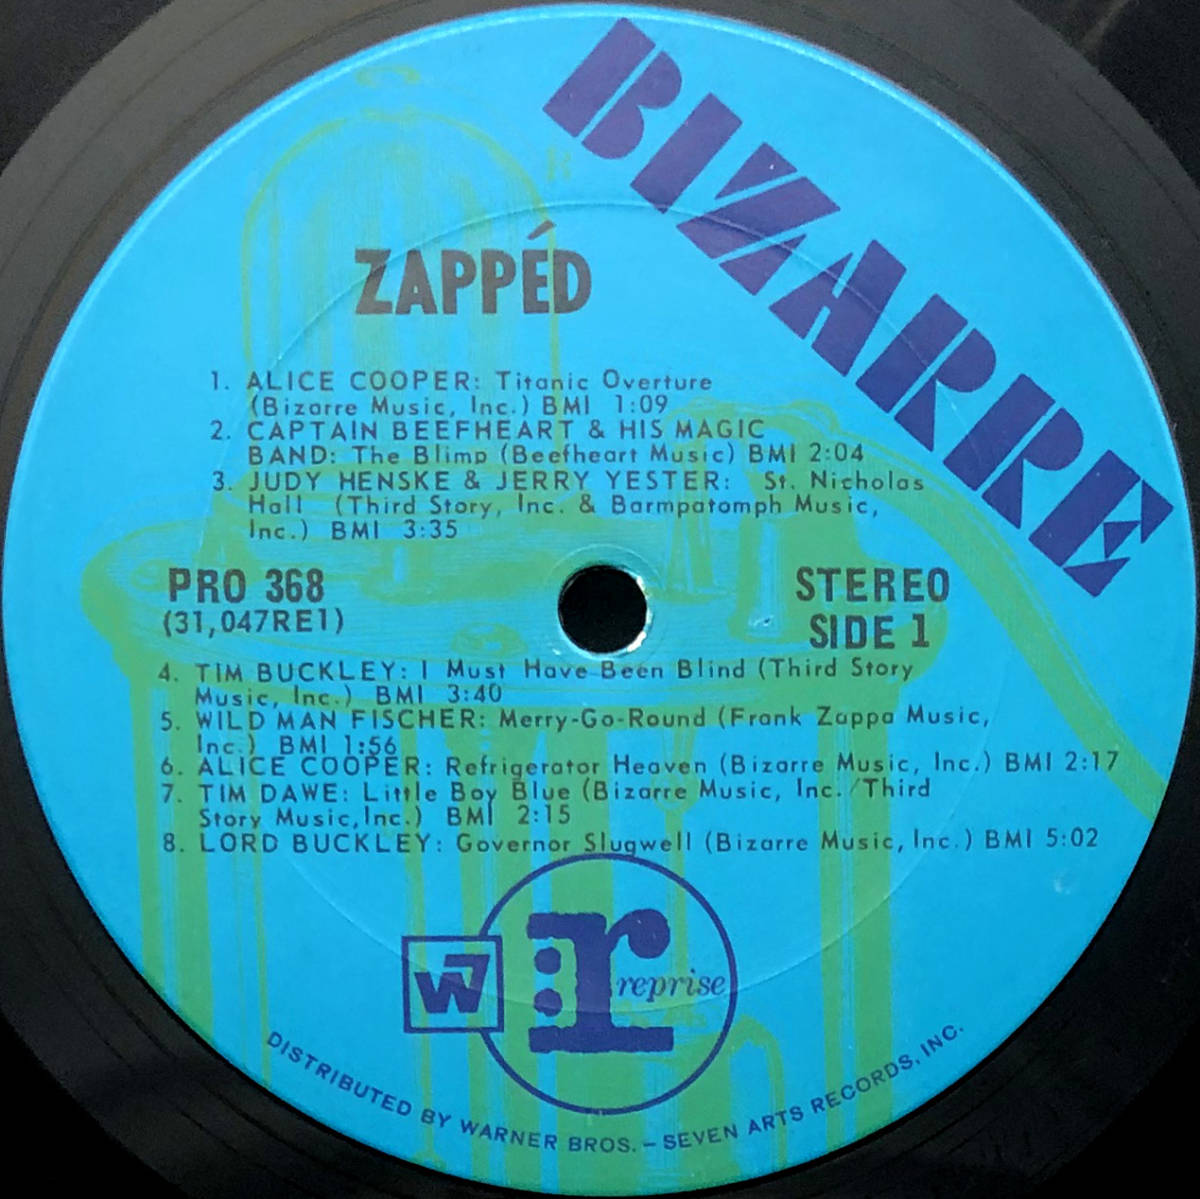 BIZARRE
ZAPPÉD
1. ALICE COOPER: Titanic Overture
(Bizarre Music, Inc.) BMI 1:09
2. CAPTAIN BEEFHEART & HIS MAGIC
BAND: The Blimp (Beefheart Music) BMI 2:04
3. JUDY HENSKE & JERRY YESTER: St. Nicholas
Hall (Third Story, Inc. & Barmpatomph Music,
Inc.) BMI 3:35
PRO 368
(31,047RE1)
STEREO
SIDE 1
4. TIM BUCKLEY: I Must Have Been Blind (Third Story
Music, Inc.) BMI 3:40
5. WILD MAN FISCHER: Merry-Go-Round (Frank Zappa Music,
Inc.) BMI 1:56
6. ALICE COOPER: Refrigerator Heaven (Bizarre Music, Inc.) BMI 2:17
7. TIM DAWE: Little Boy Blue (Bizarre Music, Inc./Third
Story Music, Inc.) BMI 2:15
8. LORD BUCKLEY: Governor Slugwell (Bizarre Music, Inc.) BMI 5:02
W7
r: reprise
DISTRIBUTED BY WARNER BROS. – SEVEN ARTS RECORDS, INC.